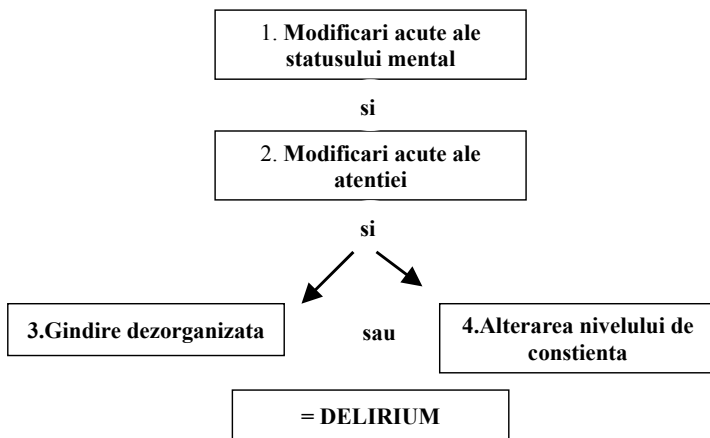 1. Modificari acute ale
statusului mental
si
2. Modificari acute ale
atentiei
si
3.Gindire dezorganizata
sau
4.Alterarea nivelului de
constienta
= DELIRIUM